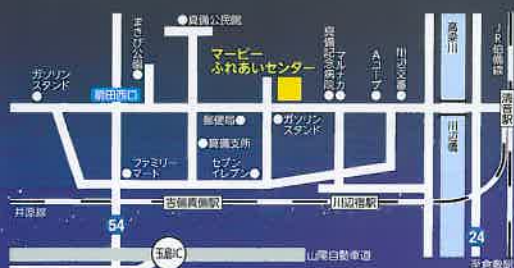 ガソリン
スタンド
まきび公園
真備公民館
マービー
ふれあいセンター
真備記念病院
マルナカ
Aコープ
川辺交番
高梁川
JR伯備線
清音駅
箭田西口
郵便局
真備支所
ガソリン
スタンド
川辺橋
ファミリー
マート
セブン
イレブン
吉備真備駅
川辺宿駅
井原線
54
24
玉島IC
山陽自動車道
至倉敷駅